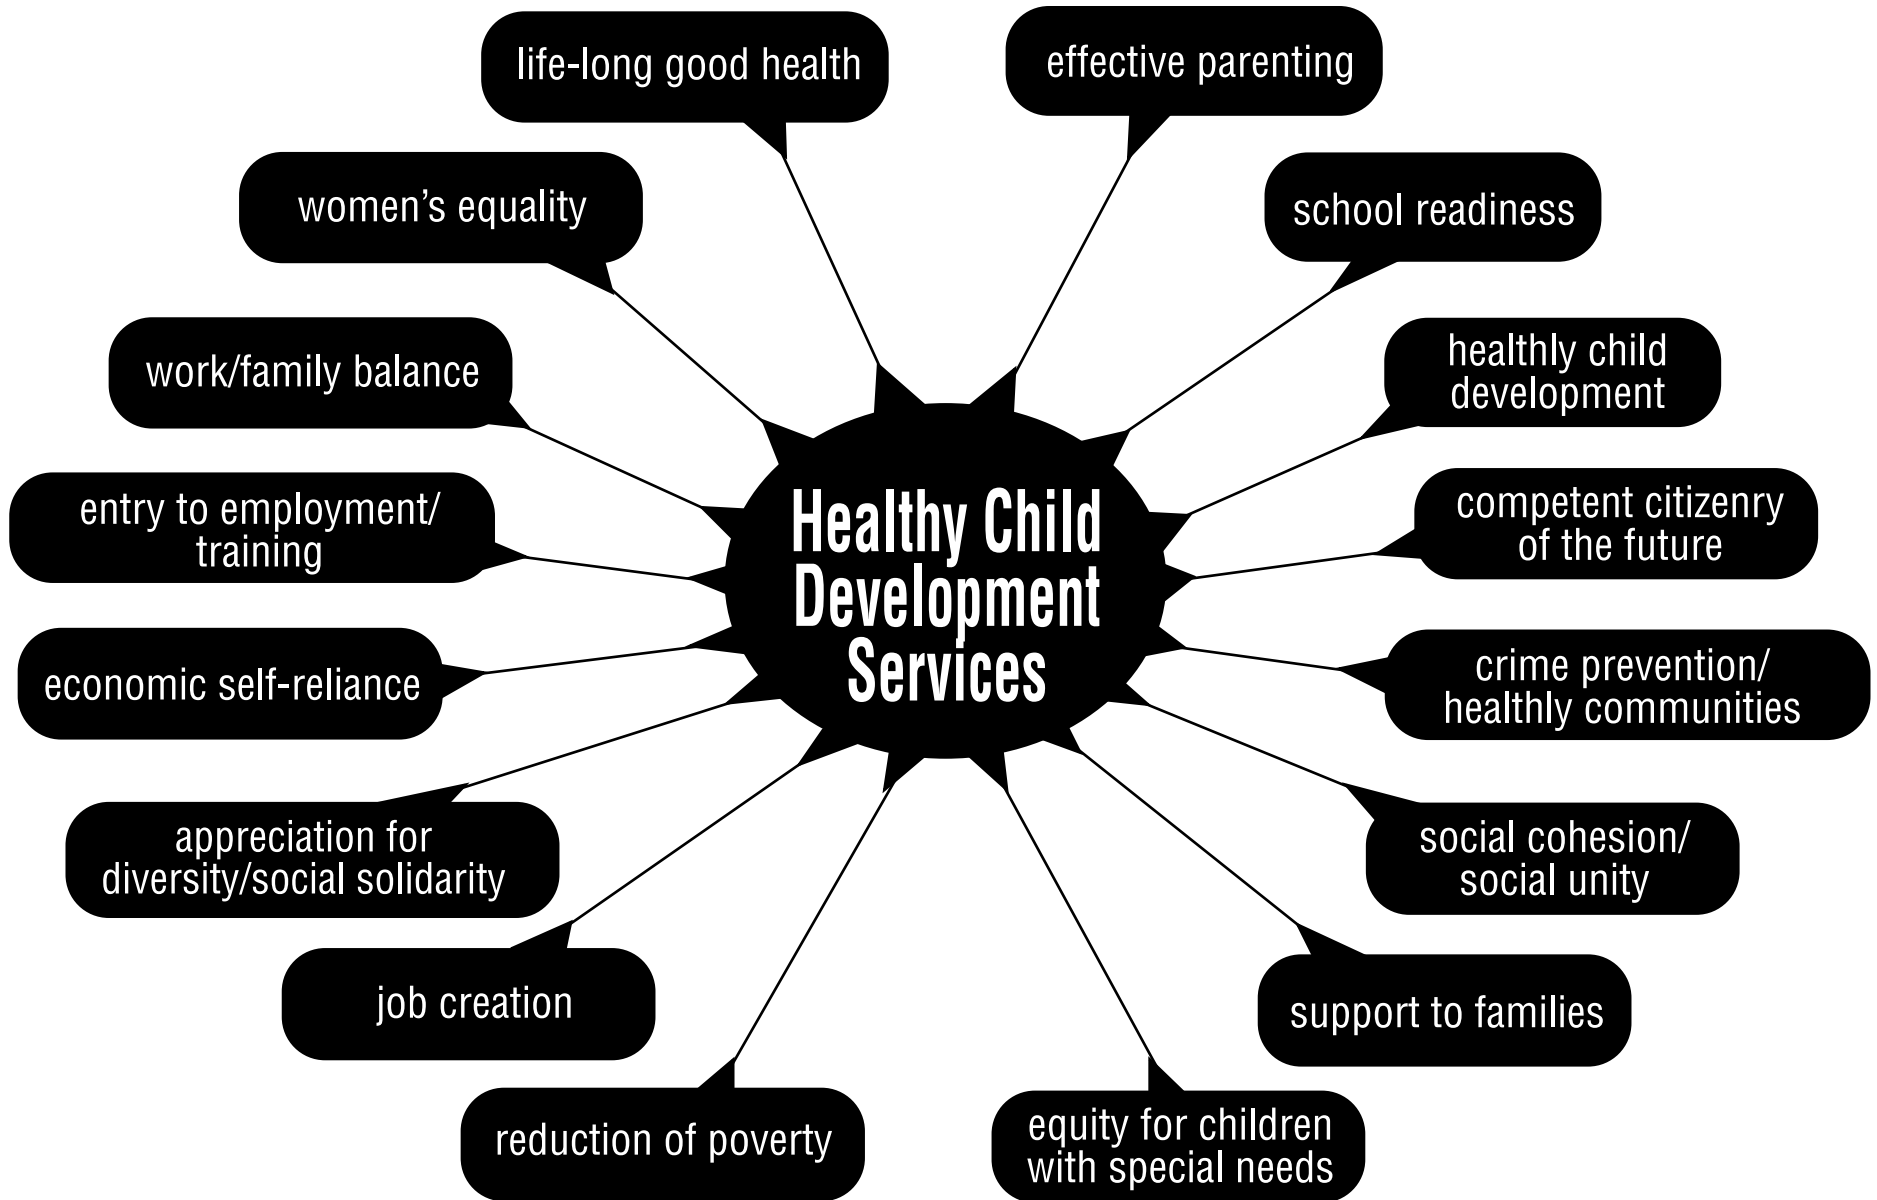 life-long good health
effective parenting
women's equality
school readiness
work/family balance
healthly child
development
entry to employment/
training
competent citizenry
of the future
Healthy Child
Development
Services
economic self-reliance
crime prevention/
healthly communities
appreciation for
diversity/social solidarity
social cohesion/
social unity
job creation
support to families
reduction of poverty
equity for children
with special needs